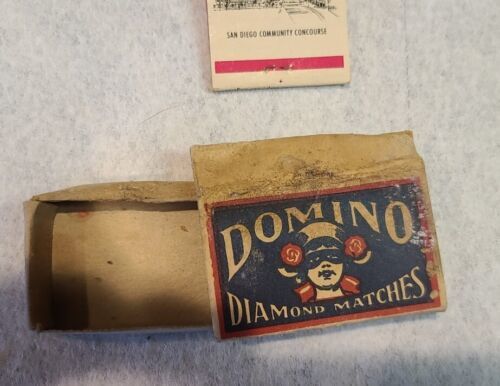 SAN DIEGO COMMUNITY CONCOURSE
DOMINO
DIAMOND MATCHES